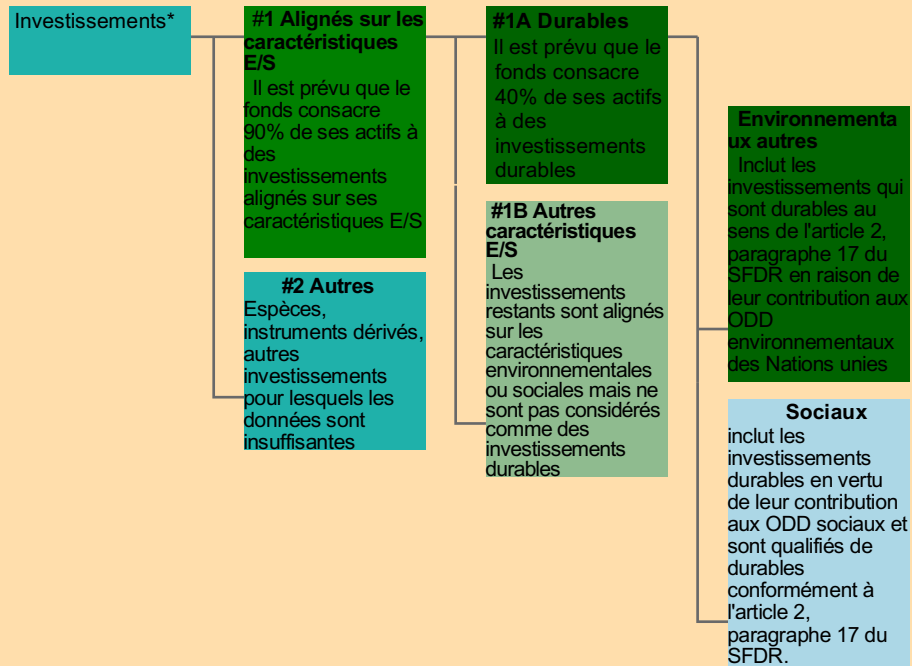 Investissements*
#1 Alignés sur les
caractéristiques
E/S
Il est prévu que le
fonds consacre
90% de ses actifs à
des
investissements
alignés sur ses
caractéristiques E/S
#2 Autres
Espèces,
instruments dérivés,
autres
investissements
pour lesquels les
données sont
insuffisantes
#1A Durables
Il est prévu que le
fonds consacre
40% de ses actifs
à des
investissements
durables
#1B Autres
caractéristiques
E/S
Les
investissements
restants sont alignés
sur les
caractéristiques
environnementales
ou sociales mais ne
sont pas considérés
comme des
investissements
durables
Environnementa
ux autres
Inclut les
investissements qui
sont durables au
sens de l'article 2,
paragraphe 17 du
SFDR en raison de
leur contribution aux
ODD
environnementaux
des Nations unies
Sociaux
inclut les
investissements
durables en vertu
de leur contribution
aux ODD sociaux et
sont qualifiés de
durables
conformément à
l'article 2,
paragraphe 17 du
SFDR.